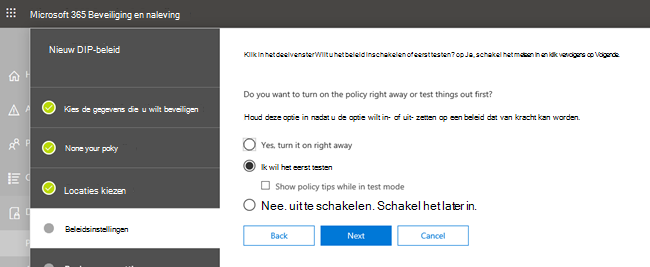 Microsoft 365 Beveiliging en naleving
Nieuw DIP-beleid
Kies de gegevens die u wilt beveiligen
None your poky
Locaties kiezen
Beleidsinstellingen
Klik in het deelvenster Wilt u het beleid inschakelen of eerst testen? op Ja, schakel het meteen in en klik vervolgens op Volgende.
Do you want to turn on the policy right away or test things out first?
Houd deze optie in nadat u de optie wilt in- of uit- zetten op een beleid dat van kracht kan worden.
Yes, turn it on right away
Ik wil het eerst testen
Show policy tips while in test mode
Nee. uit te schakelen. Schakel het later in.
Back
Next
Cancel